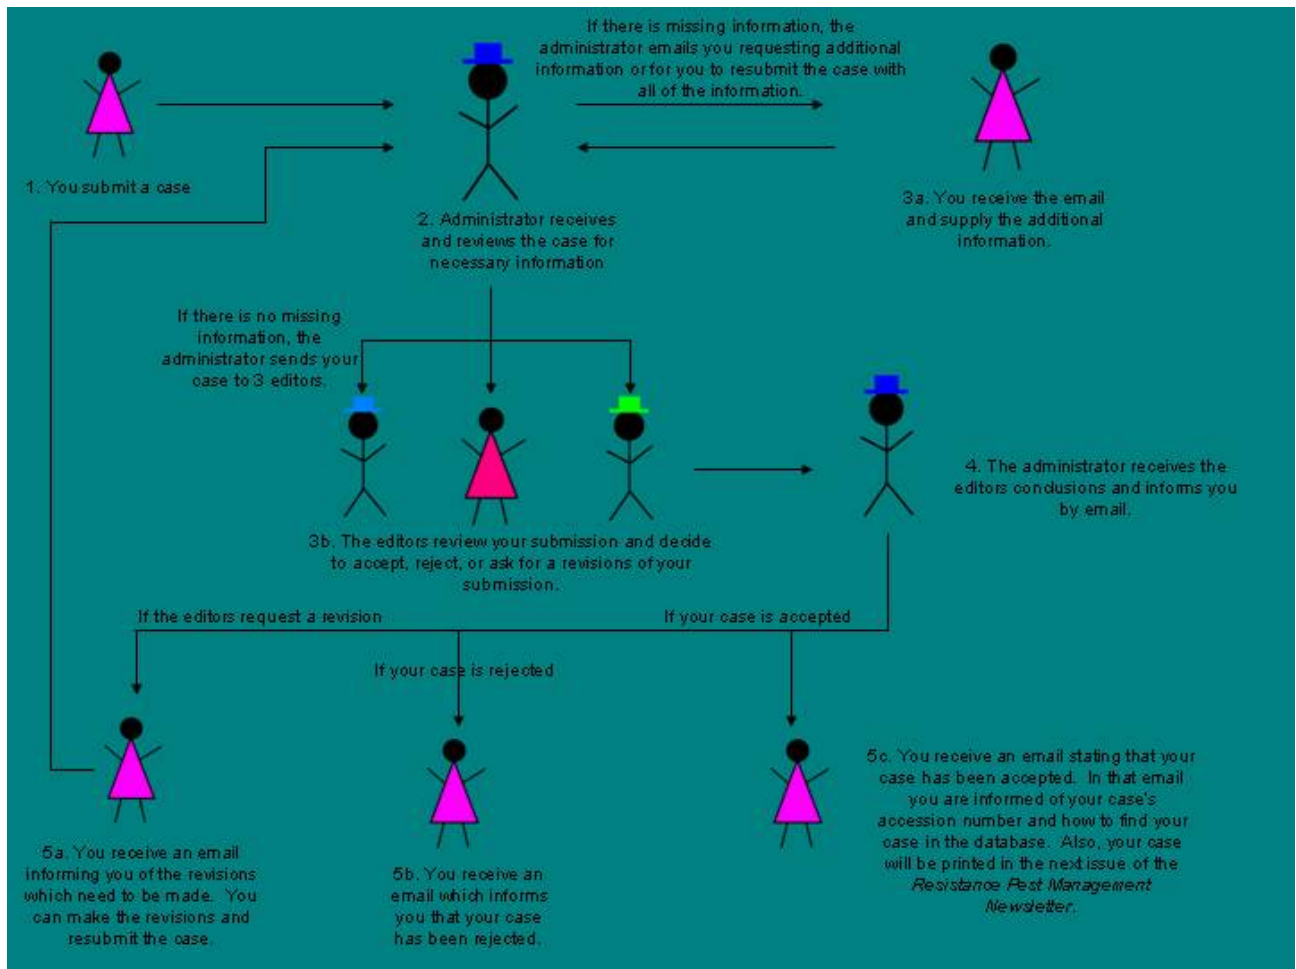 If there is missing information, the
administrator emails you requesting additional
information or for you to resubmit the case with
all of the information.
1. You submit a case
2. Administrator receives
and reviews the case for
necessary information
3a. You receive the email
and supply the additional
information.
If there is no missing
information, the
administrator sends your
case to 3 editors.
3b. The editors review your submission and decide
to accept, reject, or ask for a revisions of your
submission.
4. The administrator receives the
editors conclusions and informs you
by email.
If the editors request a revision
If your case is accepted
If your case is rejected
5a. You receive an email
informing you of the revisions
which need to be made.  You
can make the revisions and
resubmit the case.
5b. You receive an
email which informs
you that your case
has been rejected.
5c. You receive an email stating that your
case has been accepted.  In that email
you are informed of your case's
accession number and how to find your
case in the database.  Also, your case
will be printed in the next issue of the
Resistance Pest Management
Newsletter.